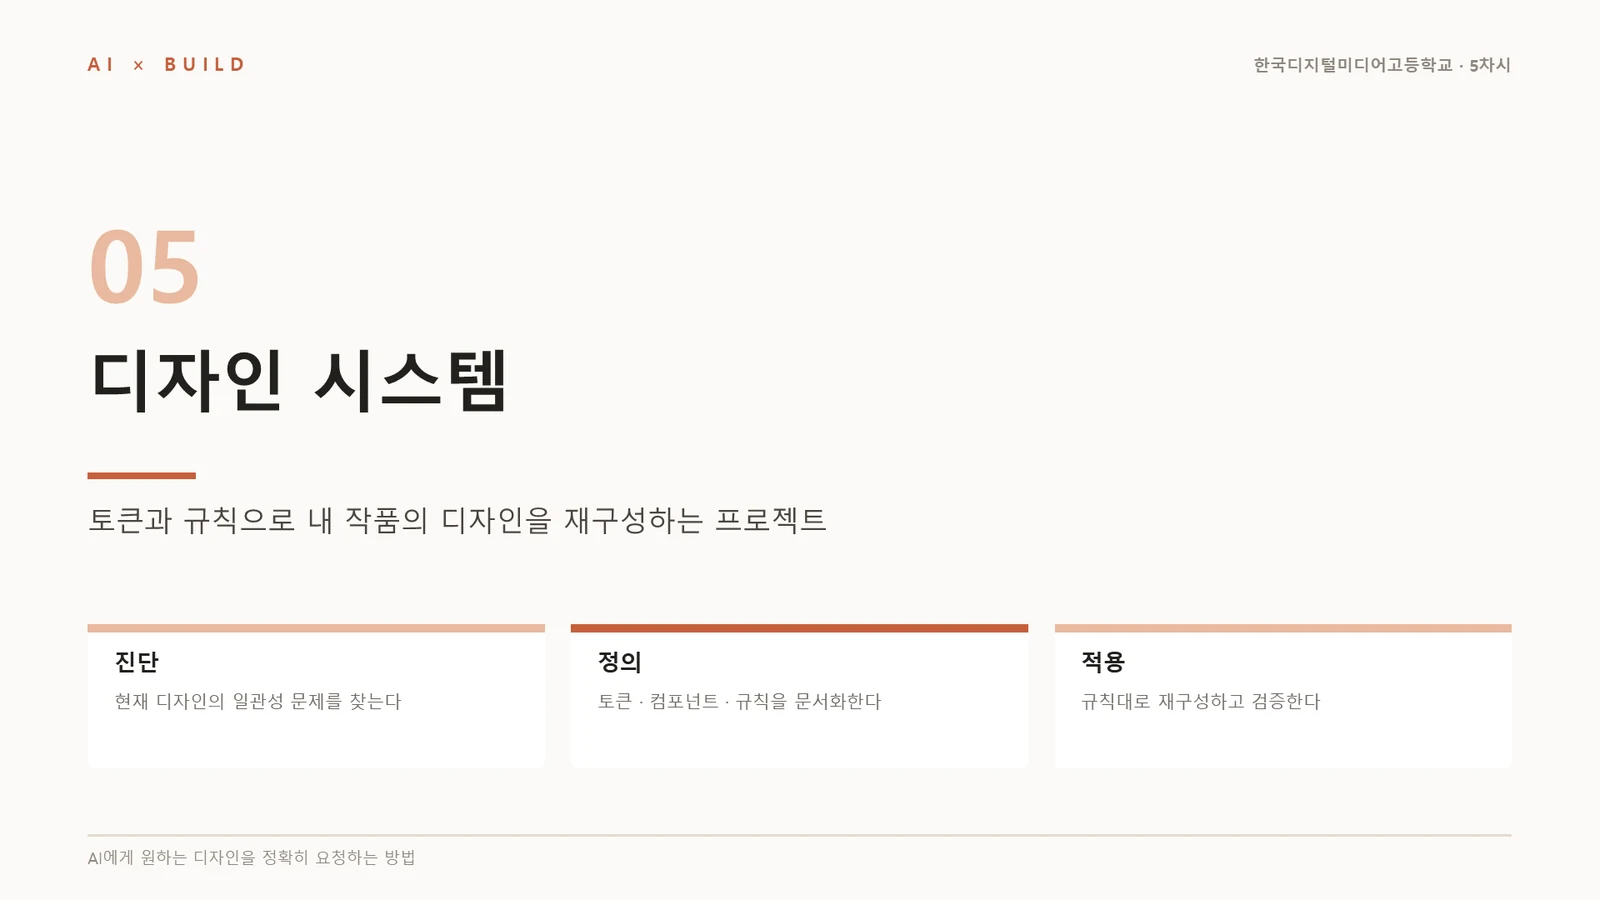 AI × BUILD
한국디지털미디어고등학교 · 5차시
05
디자인 시스템
토큰과 규칙으로 내 작품의 디자인을 재구성하는 프로젝트
진단
현재 디자인의 일관성 문제를 찾는다
정의
토큰 · 컴포넌트 · 규칙을 문서화한다
적용
규칙대로 재구성하고 검증한다
AI에게 원하는 디자인을 정확히 요청하는 방법